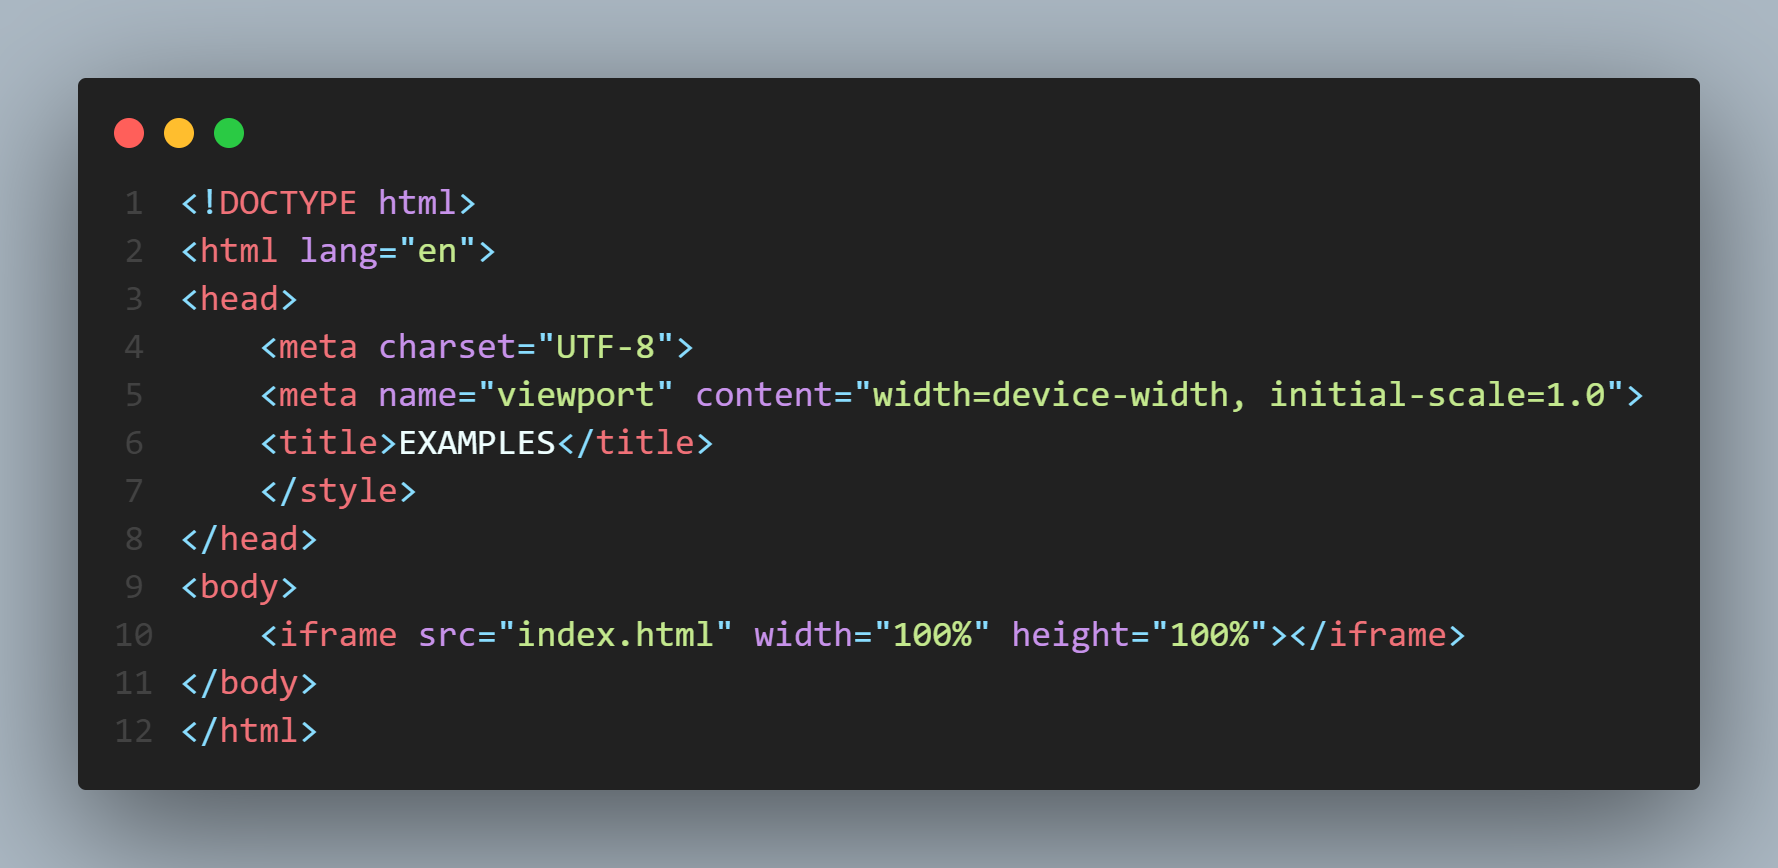 1 <!DOCTYPE html>
2 <html lang="en">
3 <head>
4     <meta charset="UTF-8">
5     <meta name="viewport" content="width=device-width, initial-scale=1.0">
6     <title>EXAMPLES</title>
7     </style>
8 </head>
9 <body>
10     <iframe src="index.html" width="100%" height="100%"></iframe>
11 </body>
12 </html>